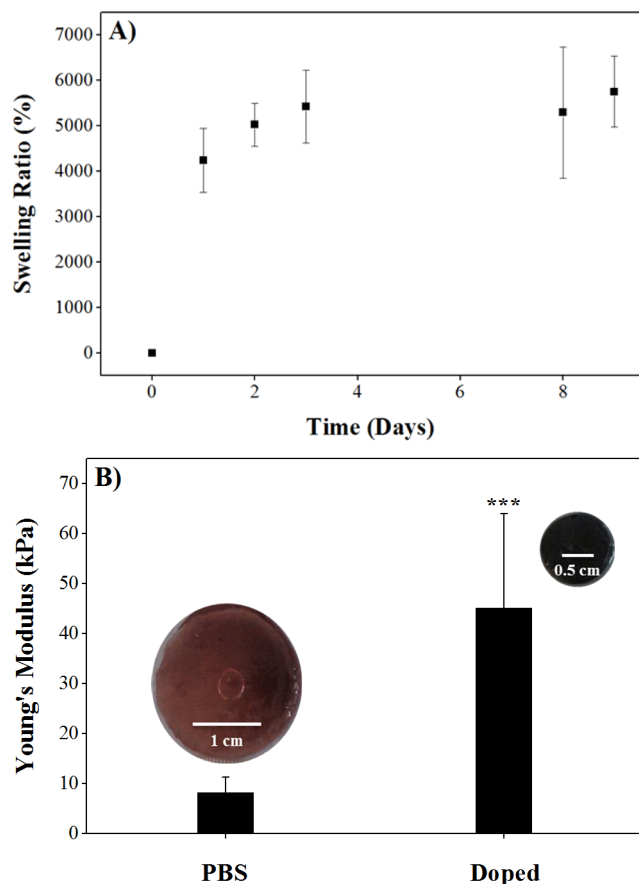 A)
Swelling Ratio (%)
7000
6000
5000
4000
3000
2000
1000
0
0 2 4 6 8
Time (Days)
B)
Young's Modulus (kPa)
70
60
50
40
30
20
10
0
***
0.5 cm
1 cm
PBS Doped